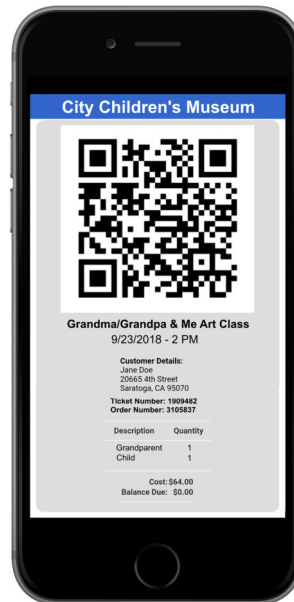 City Children's Museum
Grandma/Grandpa & Me Art Class
9/23/2018 - 2 PM
Customer Details:
Jane Doe
20665 4th Street
Saratoga, CA 95070
Ticket Number: 1909482
Order Number: 3105837
Description Quantity
Grandparent 1
Child 1
Cost: $64.00
Balance Due: $0.00